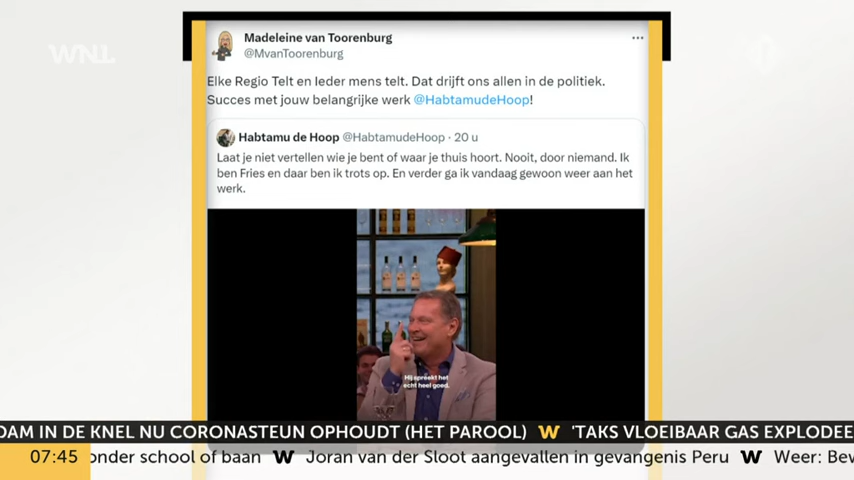 WNL
Madeleine van Toorenburg
@MvanToorenburg
Elke Regio Telt en Ieder mens telt. Dat drijft ons allen in de politiek.
Succes met jouw belangrijke werk @HabtamudeHoop!
Habtamu de Hoop @HabtamudeHoop · 20 u
Laat je niet vertellen wie je bent of waar je thuis hoort. Nooit, door niemand. Ik
ben Fries en daar ben ik trots op. En verder ga ik vandaag gewoon weer aan het
werk.
Hij spreekt het
echt heel goed.
DAM IN DE KNEL NU CORONASTEUN OPHOUDT (HET PAROOL) W 'TAKS VLOEIBAAR GAS EXPLODEE
07:45 onder school of baan W Joran van der Sloot aangevallen in gevangenis Peru W Weer: Bew